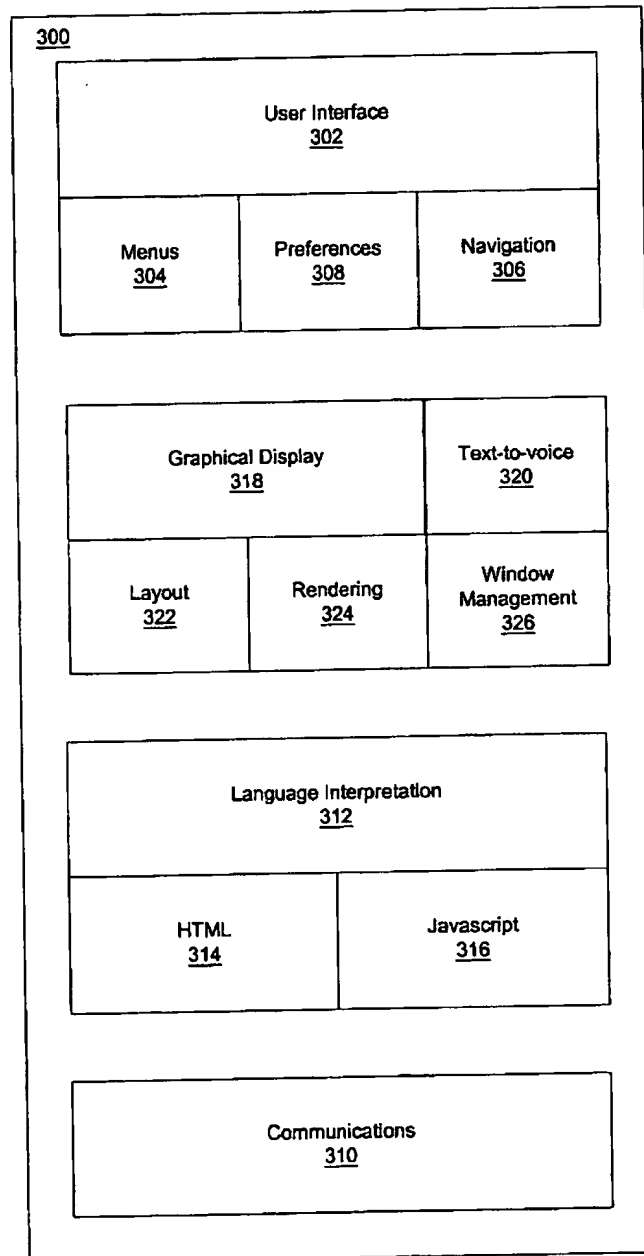 300
User Interface
302
Menus
304
Preferences
308
Navigation
306
Graphical Display
318
Text-to-voice
320
Layout
322
Rendering
324
Window
Management
326
Language Interpretation
312
HTML
314
Javascript
316
Communications
310